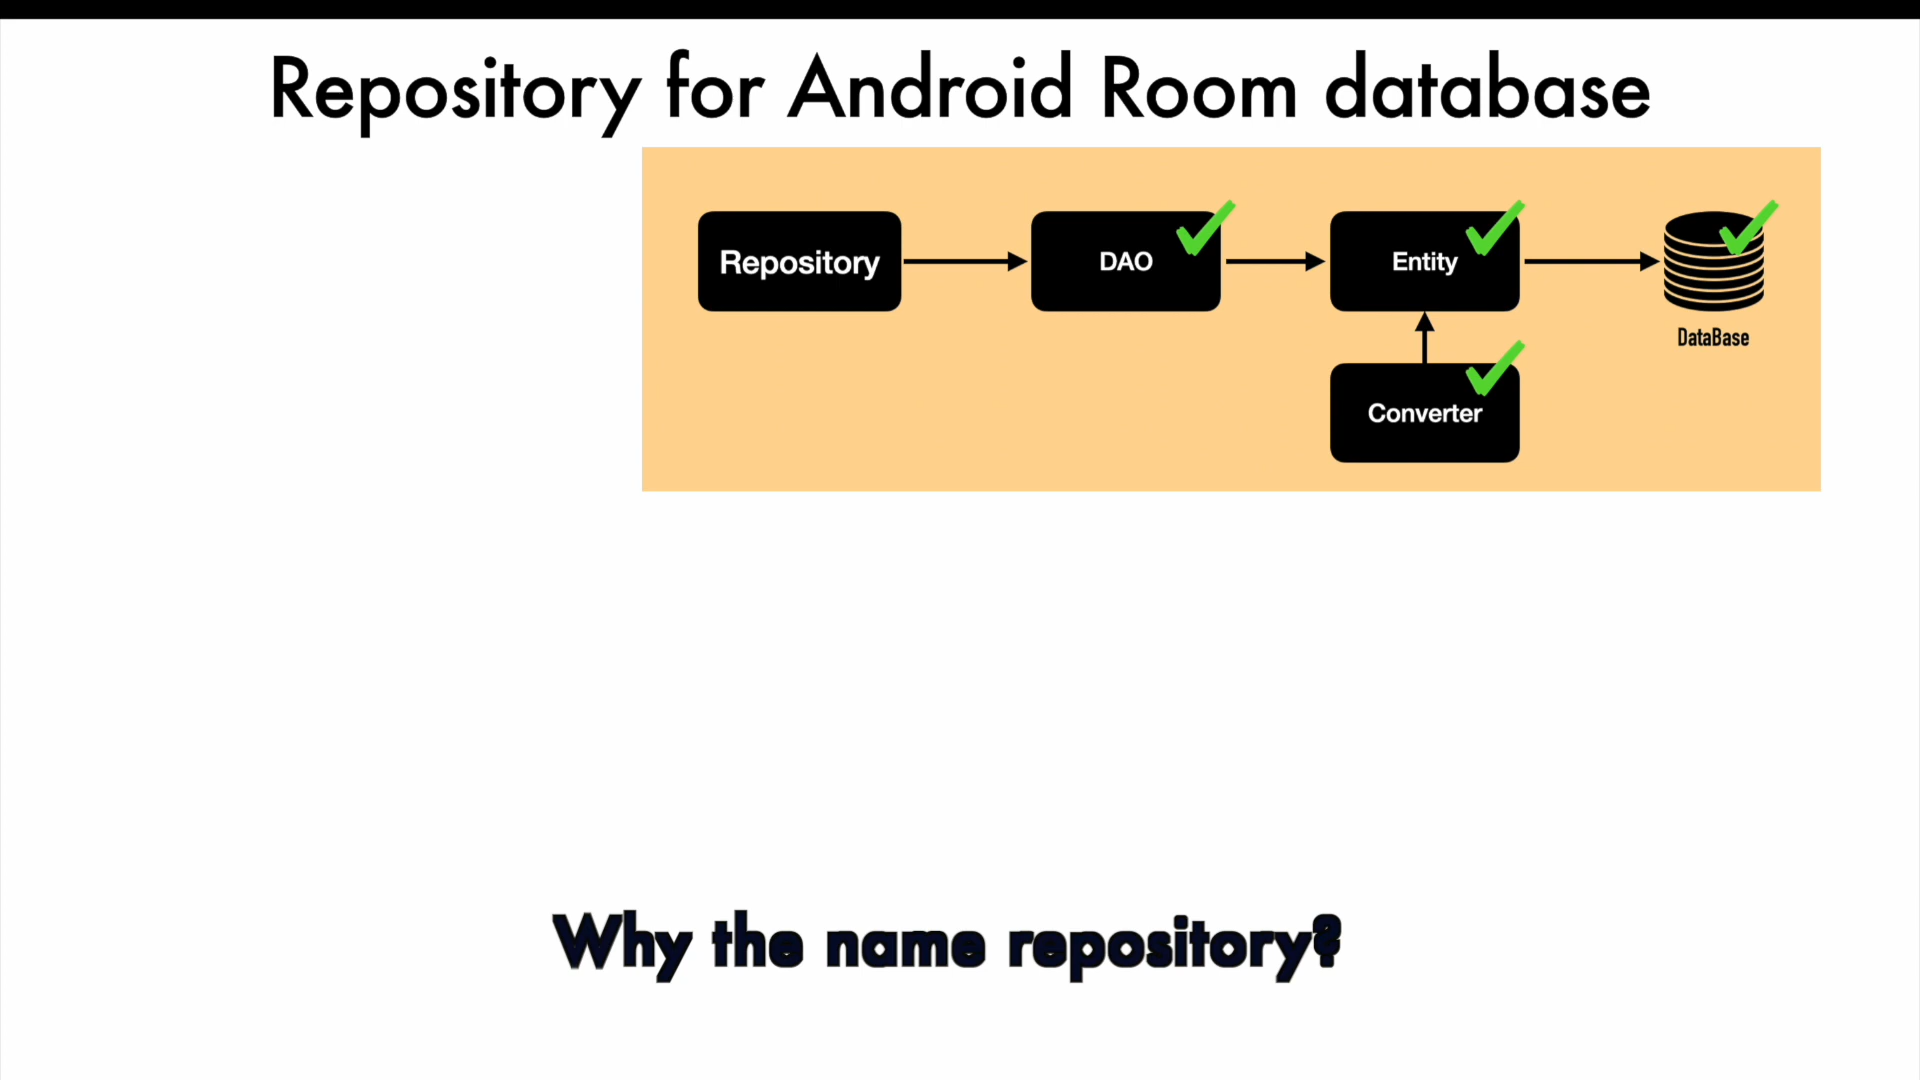 Repository for Android Room database
Repository
DAO
Entity
DataBase
Converter
Why the name repository?